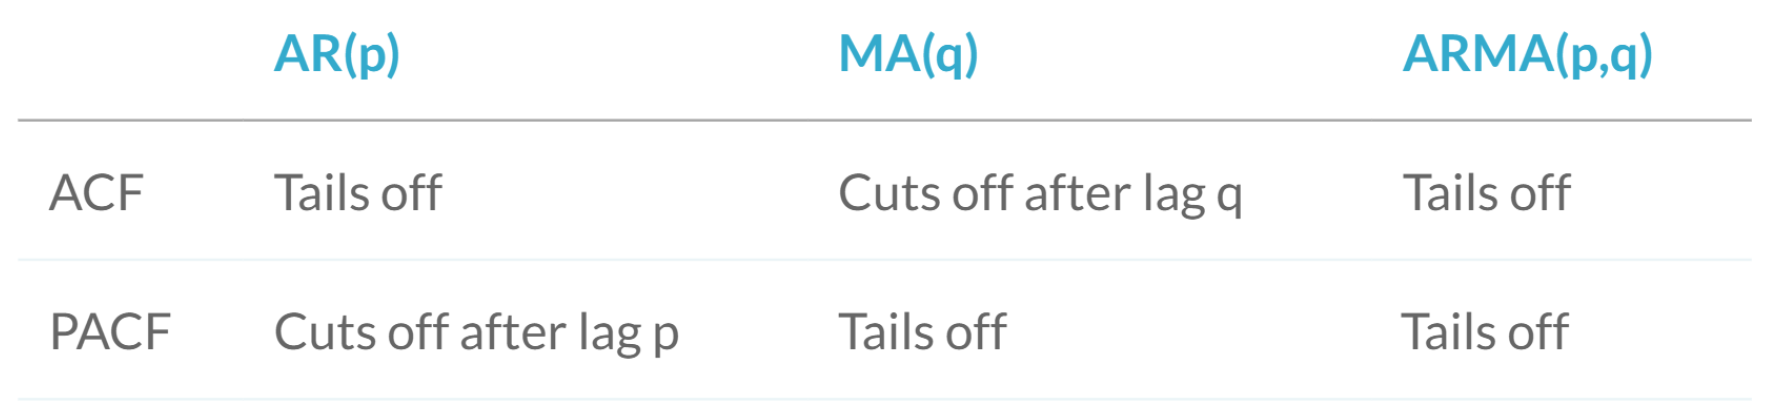 AR(p) MA(q) ARMA(p,q)
ACF Tails off Cuts off after lag q Tails off
PACF Cuts off after lag p Tails off Tails off